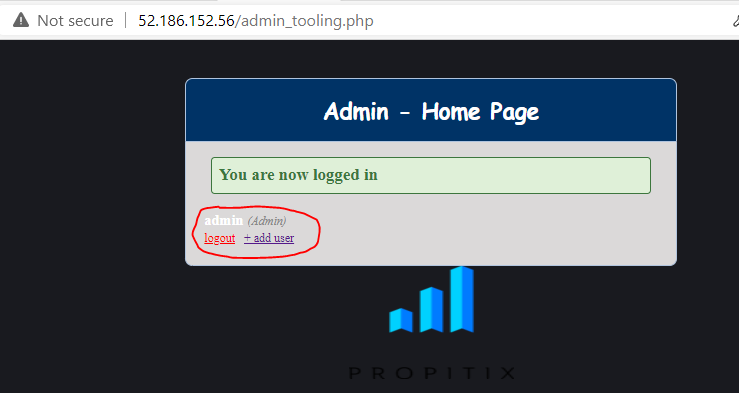 Not secure | 52.186.152.56/admin_tooling.php
Admin - Home Page
You are now logged in
admin (Admin)
logout + add user
PROPITIX